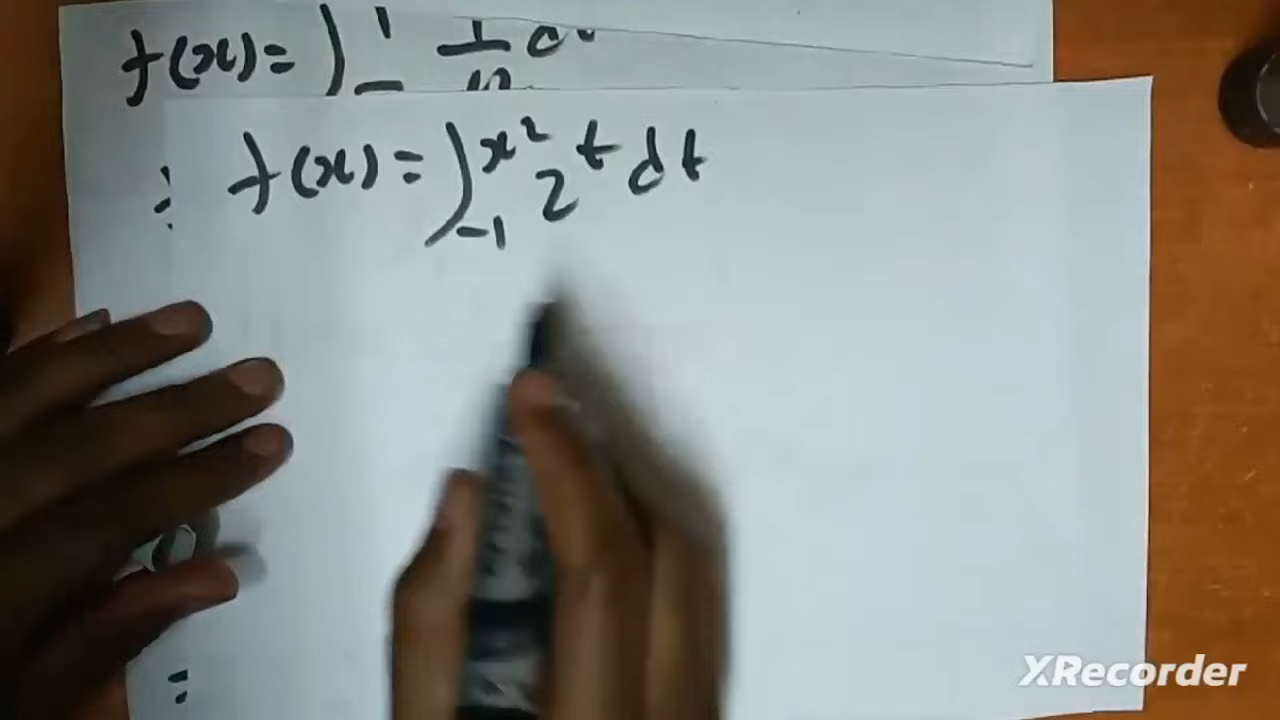 f(x)=
f(x) = ∫_{-1}^{x²} 2^t dt
=
XRecorder